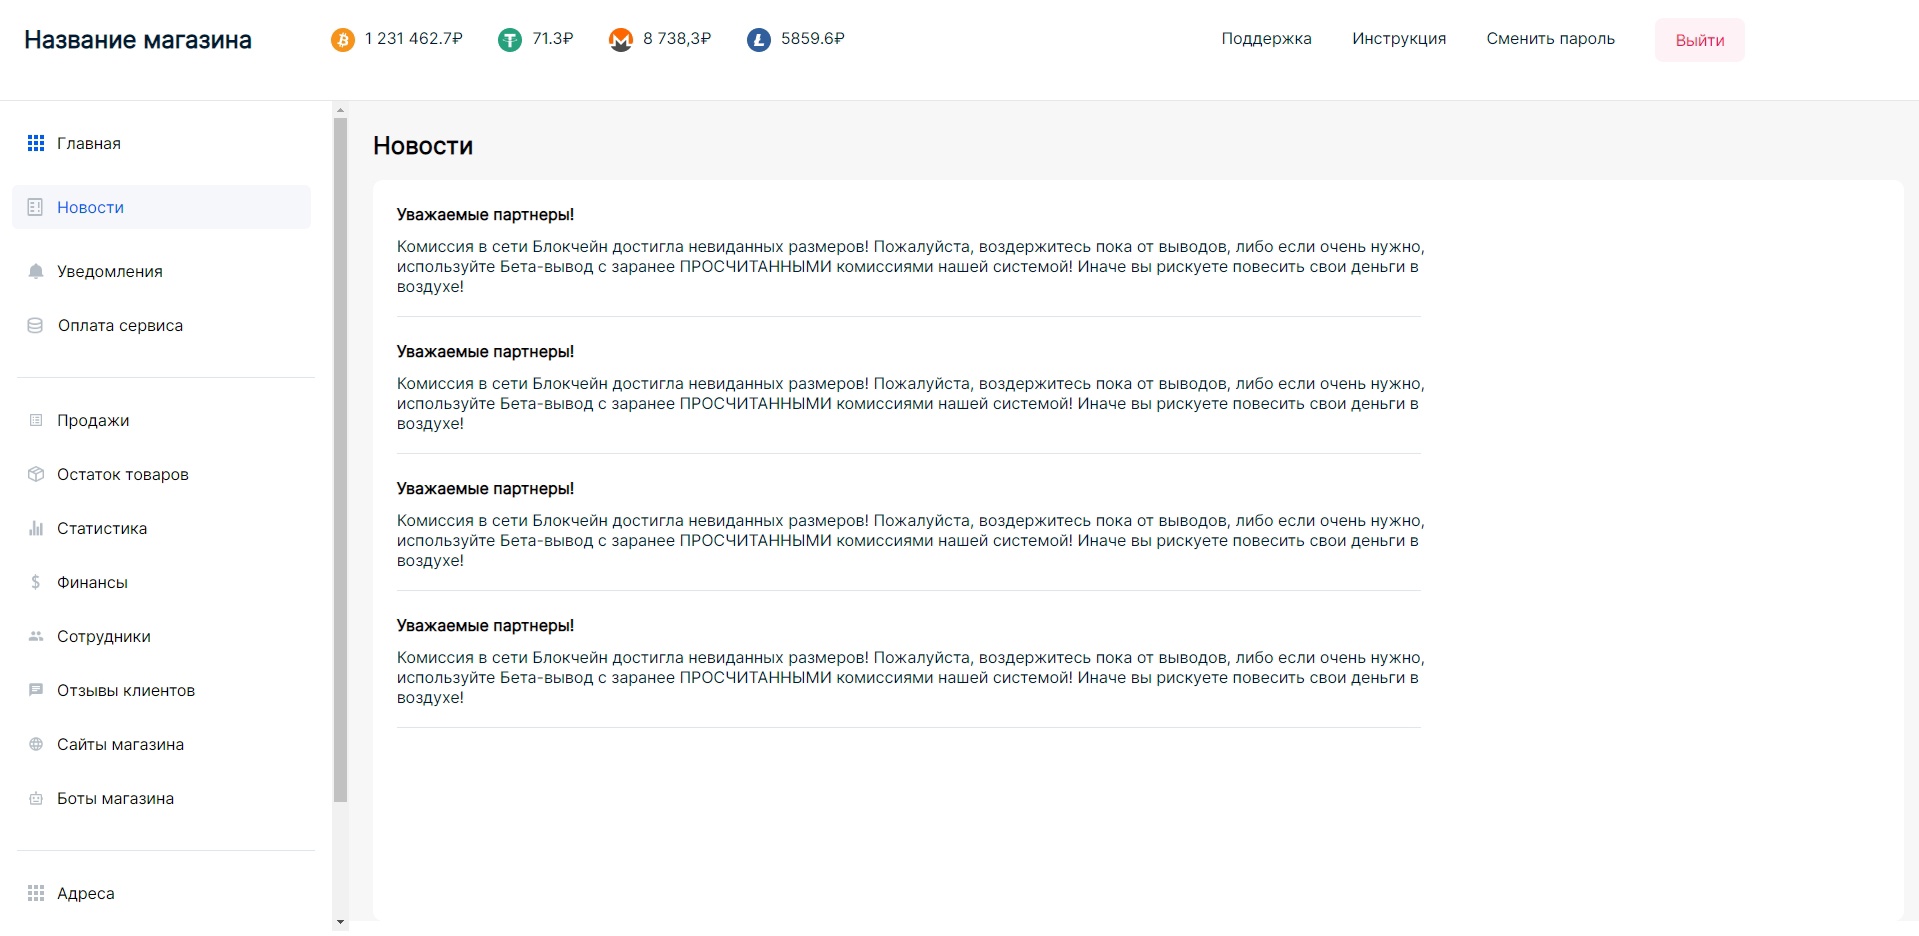 Название магазина
1 231 462.7₽
71.3₽
8 738,3₽
5859.6₽
Поддержка
Инструкция
Сменить пароль
Выйти
Главная
Новости
Уведомления
Оплата сервиса
Продажи
Остаток товаров
Статистика
Финансы
Сотрудники
Отзывы клиентов
Сайты магазина
Боты магазина
Адреса
Новости
Уважаемые партнеры!
Комиссия в сети Блокчейн достигла невиданных размеров! Пожалуйста, воздержитесь пока от выводов, либо если очень нужно,
используйте Бета-вывод с заранее ПРОСЧИТАННЫМИ комиссиями нашей системой! Иначе вы рискуете повесить свои деньги в
воздухе!
Уважаемые партнеры!
Комиссия в сети Блокчейн достигла невиданных размеров! Пожалуйста, воздержитесь пока от выводов, либо если очень нужно,
используйте Бета-вывод с заранее ПРОСЧИТАННЫМИ комиссиями нашей системой! Иначе вы рискуете повесить свои деньги в
воздухе!
Уважаемые партнеры!
Комиссия в сети Блокчейн достигла невиданных размеров! Пожалуйста, воздержитесь пока от выводов, либо если очень нужно,
используйте Бета-вывод с заранее ПРОСЧИТАННЫМИ комиссиями нашей системой! Иначе вы рискуете повесить свои деньги в
воздухе!
Уважаемые партнеры!
Комиссия в сети Блокчейн достигла невиданных размеров! Пожалуйста, воздержитесь пока от выводов, либо если очень нужно,
используйте Бета-вывод с заранее ПРОСЧИТАННЫМИ комиссиями нашей системой! Иначе вы рискуете повесить свои деньги в
воздухе!